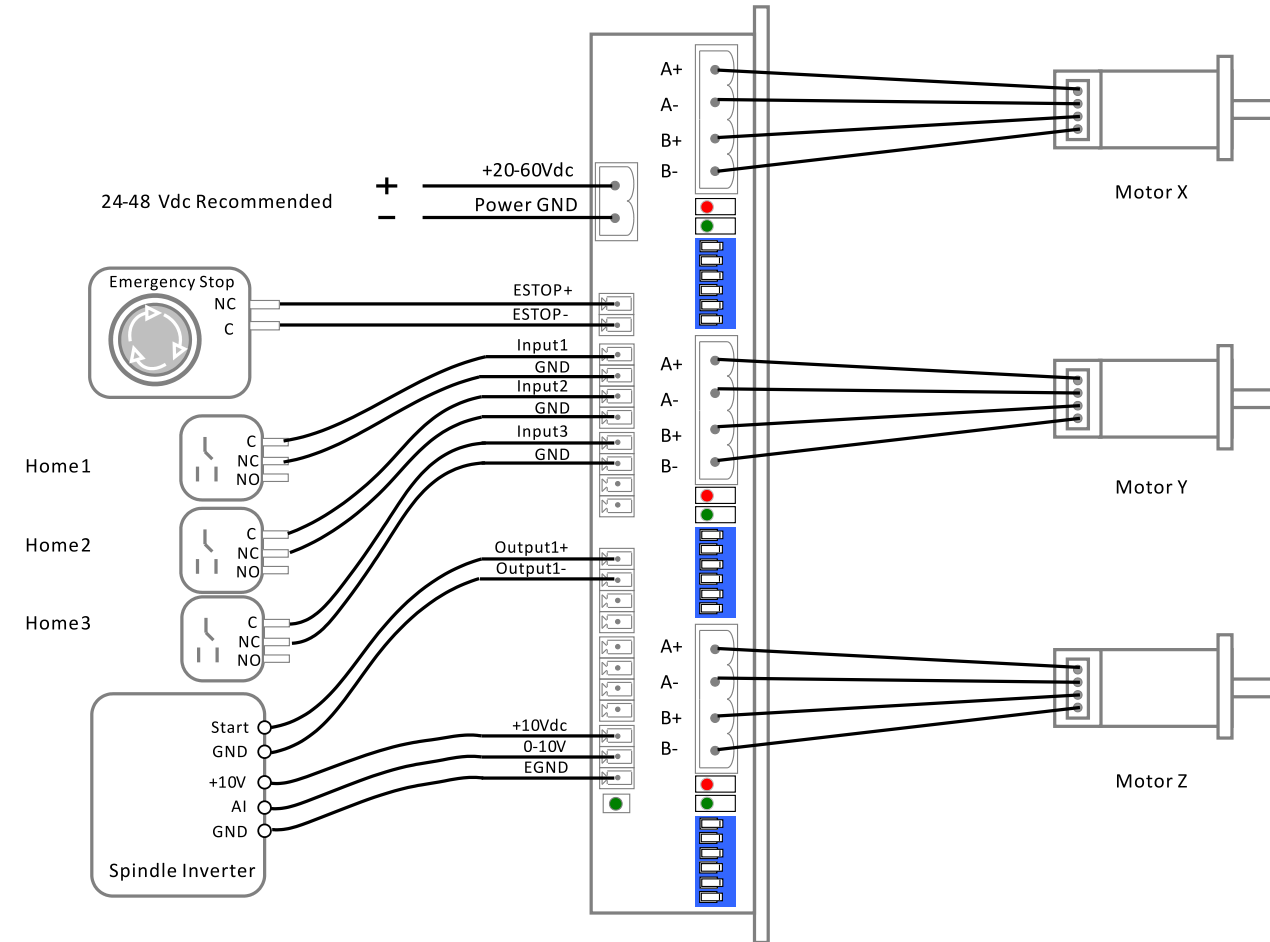 +20-60Vdc
+
24-48 Vdc Recommended
Power GND
−
Emergency Stop
NC
C
ESTOP+
ESTOP-
Input1
GND
Input2
GND
Input3
GND
Home1
C
NC
NO
Home2
C
NC
NO
Home3
C
NC
NO
Output1+
Output1-
Start
GND
+10V
AI
GND
Spindle Inverter
+10Vdc
0-10V
EGND
A+
A-
B+
B-
Motor X
A+
A-
B+
B-
Motor Y
A+
A-
B+
B-
Motor Z